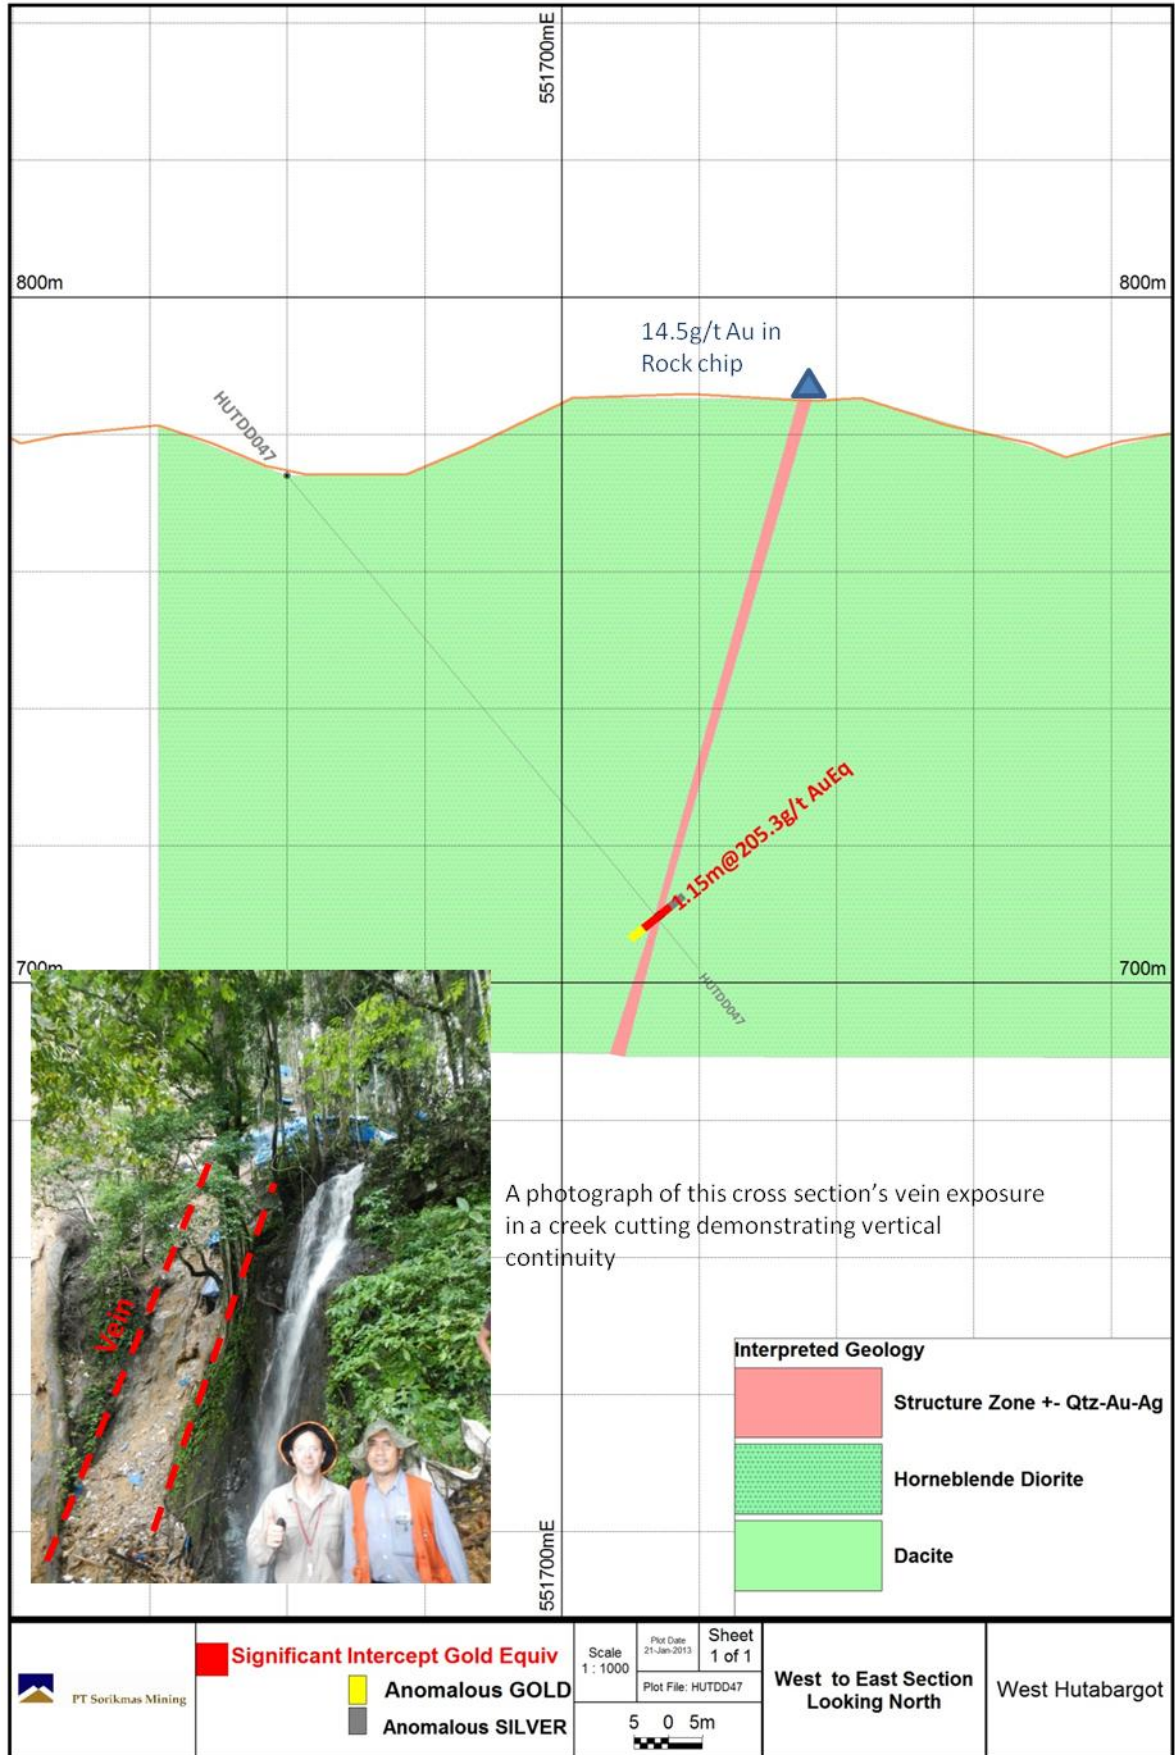 551700mE
800m
800m
14.5g/t Au in
Rock chip
HUTDD047
1.15m@205.3g/t AuEq
700m
700m
HUTDD047
A photograph of this cross section's vein exposure
in a creek cutting demonstrating vertical
continuity
Vein
Interpreted Geology
Structure Zone +- Qtz-Au-Ag
Horneblende Diorite
Dacite
551700mE
PT Sorikmas Mining
Significant Intercept Gold Equiv
Anomalous GOLD
Anomalous SILVER
Scale
1 : 1000
Plot Date
21-Jan-2013
Sheet
1 of 1
Plot File: HUTDD47
5 0 5m
West to East Section
Looking North
West Hutabargot